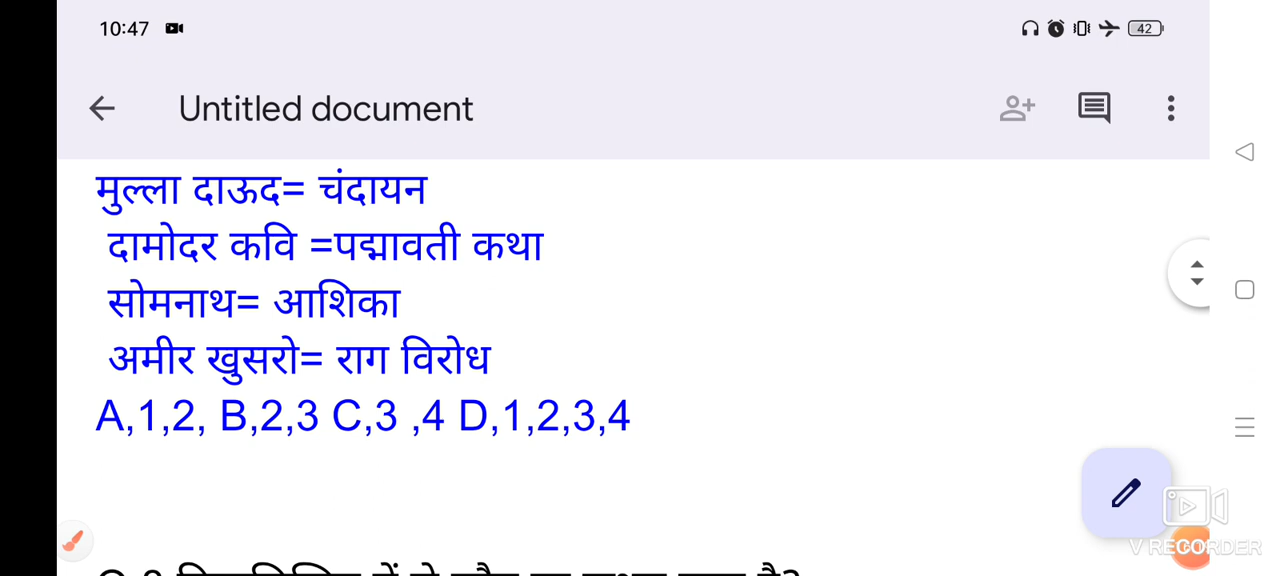 10:47 42
Untitled document
मुल्ला दाऊद= चंदायन
दामोदर कवि =पद्मावती कथा
सोमनाथ= आशिका
अमीर खुसरो= राग विरोध
A,1,2, B,2,3 C,3 ,4 D,1,2,3,4
V RECORDER